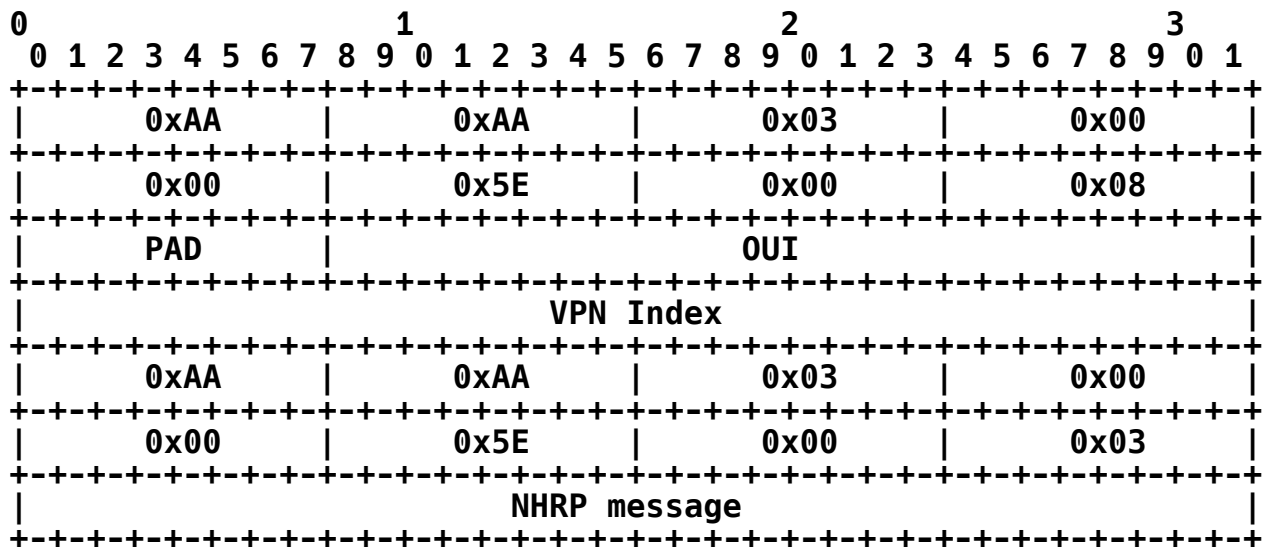 0                   1                   2                   3
 0 1 2 3 4 5 6 7 8 9 0 1 2 3 4 5 6 7 8 9 0 1 2 3 4 5 6 7 8 9 0 1
+-+-+-+-+-+-+-+-+-+-+-+-+-+-+-+-+-+-+-+-+-+-+-+-+-+-+-+-+-+-+-+-+
|      0xAA     |      0xAA     |      0x03     |      0x00     |
+-+-+-+-+-+-+-+-+-+-+-+-+-+-+-+-+-+-+-+-+-+-+-+-+-+-+-+-+-+-+-+-+
|      0x00     |      0x5E     |      0x00     |      0x08     |
+-+-+-+-+-+-+-+-+-+-+-+-+-+-+-+-+-+-+-+-+-+-+-+-+-+-+-+-+-+-+-+-+
|      PAD      |                     OUI                       |
+-+-+-+-+-+-+-+-+-+-+-+-+-+-+-+-+-+-+-+-+-+-+-+-+-+-+-+-+-+-+-+-+
|                           VPN Index                           |
+-+-+-+-+-+-+-+-+-+-+-+-+-+-+-+-+-+-+-+-+-+-+-+-+-+-+-+-+-+-+-+-+
|      0xAA     |      0xAA     |      0x03     |      0x00     |
+-+-+-+-+-+-+-+-+-+-+-+-+-+-+-+-+-+-+-+-+-+-+-+-+-+-+-+-+-+-+-+-+
|      0x00     |      0x5E     |      0x00     |      0x03     |
+-+-+-+-+-+-+-+-+-+-+-+-+-+-+-+-+-+-+-+-+-+-+-+-+-+-+-+-+-+-+-+-+
|                         NHRP message                          |
+-+-+-+-+-+-+-+-+-+-+-+-+-+-+-+-+-+-+-+-+-+-+-+-+-+-+-+-+-+-+-+-+